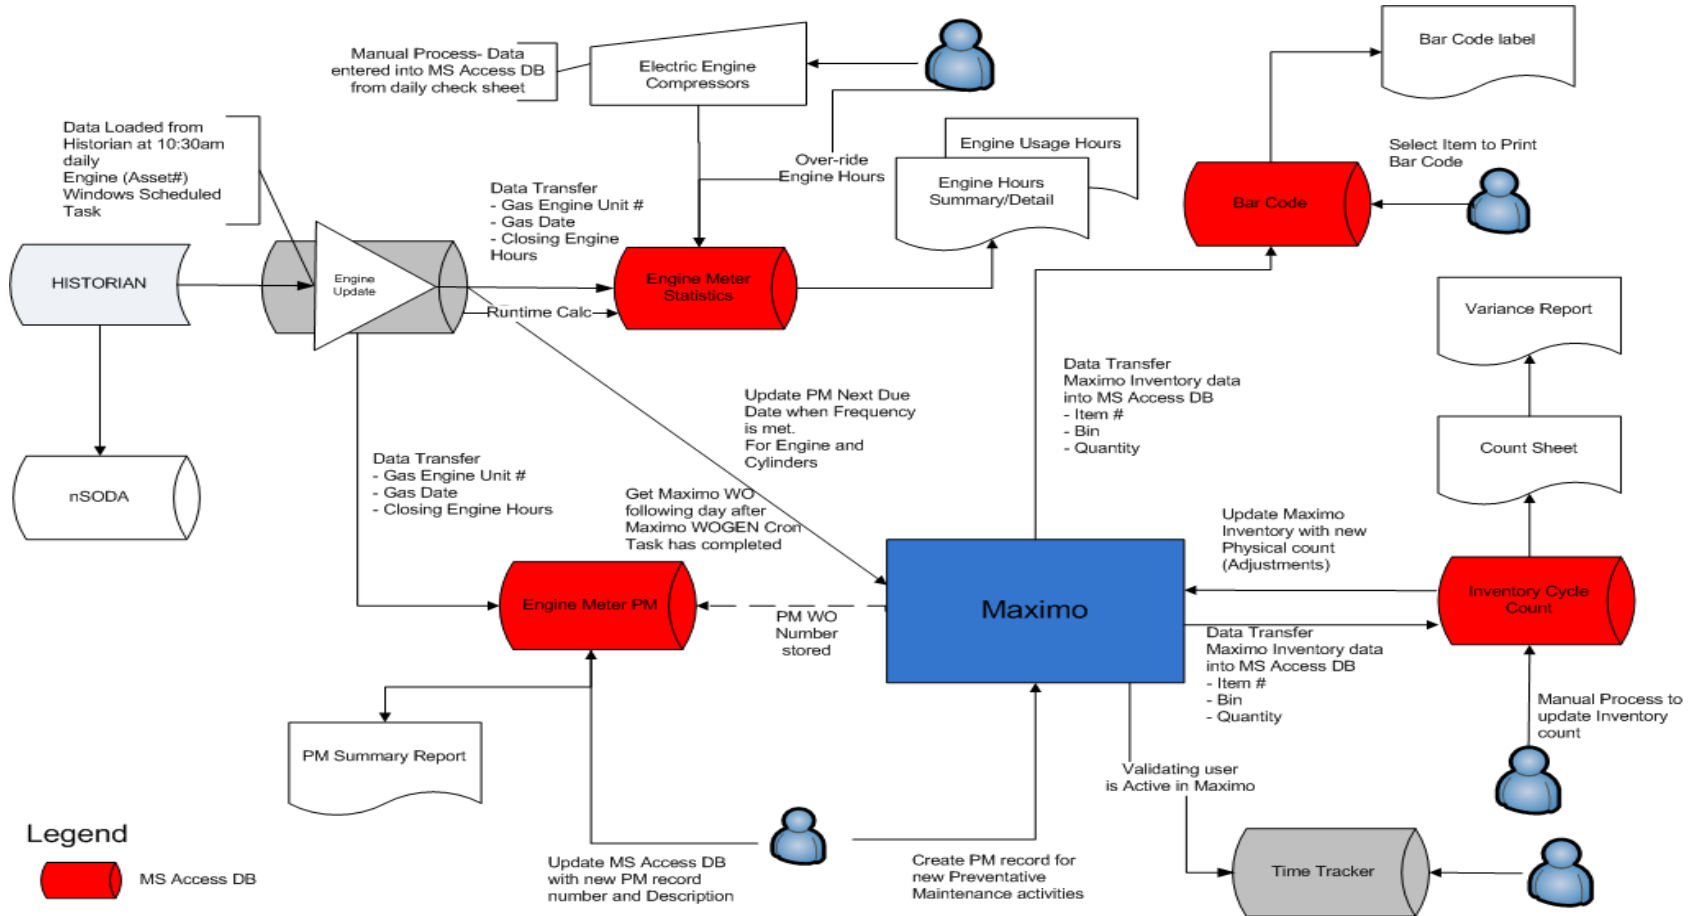 Manual Process- Data
entered into MS Access DB
from daily check sheet
Electric Engine
Compressors
Bar Code label
Data Loaded from
Historian at 10:30am
daily
Engine (Asset#)
Windows Scheduled
Task
Over-ride
Engine Hours
Engine Usage Hours
Engine Hours
Summary/Detail
Select Item to Print
Bar Code
Bar Code
Data Transfer
- Gas Engine Unit #
- Gas Date
- Closing Engine
Hours
HISTORIAN
Engine
Update
Engine Meter
Statistics
Runtime Calc
Variance Report
Data Transfer
Maximo Inventory data
into MS Access DB
- Item #
- Bin
- Quantity
Update PM Next Due
Date when Frequency
is met.
For Engine and
Cylinders
Count Sheet
nSODA
Data Transfer
- Gas Engine Unit #
- Gas Date
- Closing Engine Hours
Get Maximo WO
following day after
Maximo WOGEN Cron
Task has completed
Update Maximo
Inventory with new
Physical count
(Adjustments)
Engine Meter PM
PM WO
Number
stored
Maximo
Inventory Cycle
Count
Data Transfer
Maximo Inventory data
into MS Access DB
- Item #
- Bin
- Quantity
Manual Process to
update Inventory
count
PM Summary Report
Validating user
is Active in Maximo
Legend
MS Access DB
Update MS Access DB
with new PM record
number and Description
Create PM record for
new Preventative
Maintenance activities
Time Tracker